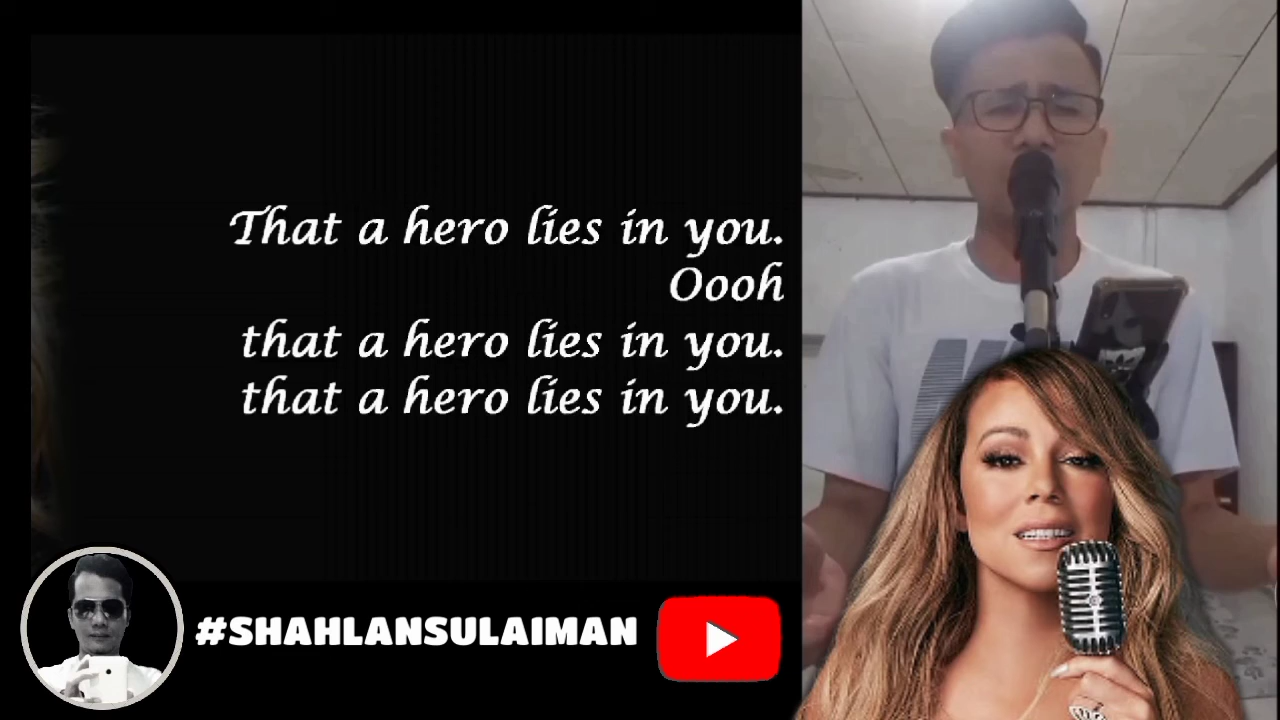 That a hero lies in you.
Oooh
that a hero lies in you.
that a hero lies in you.
#SHAHLANSULAIMAN